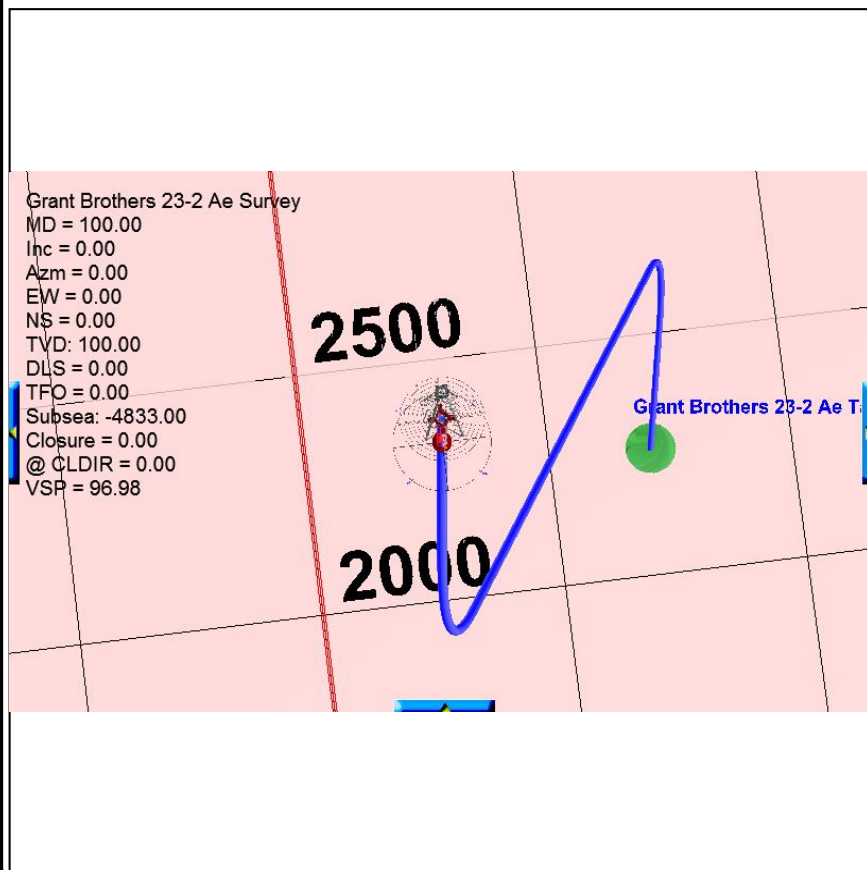 Grant Brothers 23-2 Ae Survey
MD = 100.00
Inc = 0.00
Azm = 0.00
EW = 0.00
NS = 0.00
TVD: 100.00
DLS = 0.00
TFO = 0.00
Subsea: -4833.00
Closure = 0.00
@ CLDIR = 0.00
VSP = 96.98
2500
Grant Brothers 23-2 Ae
2000